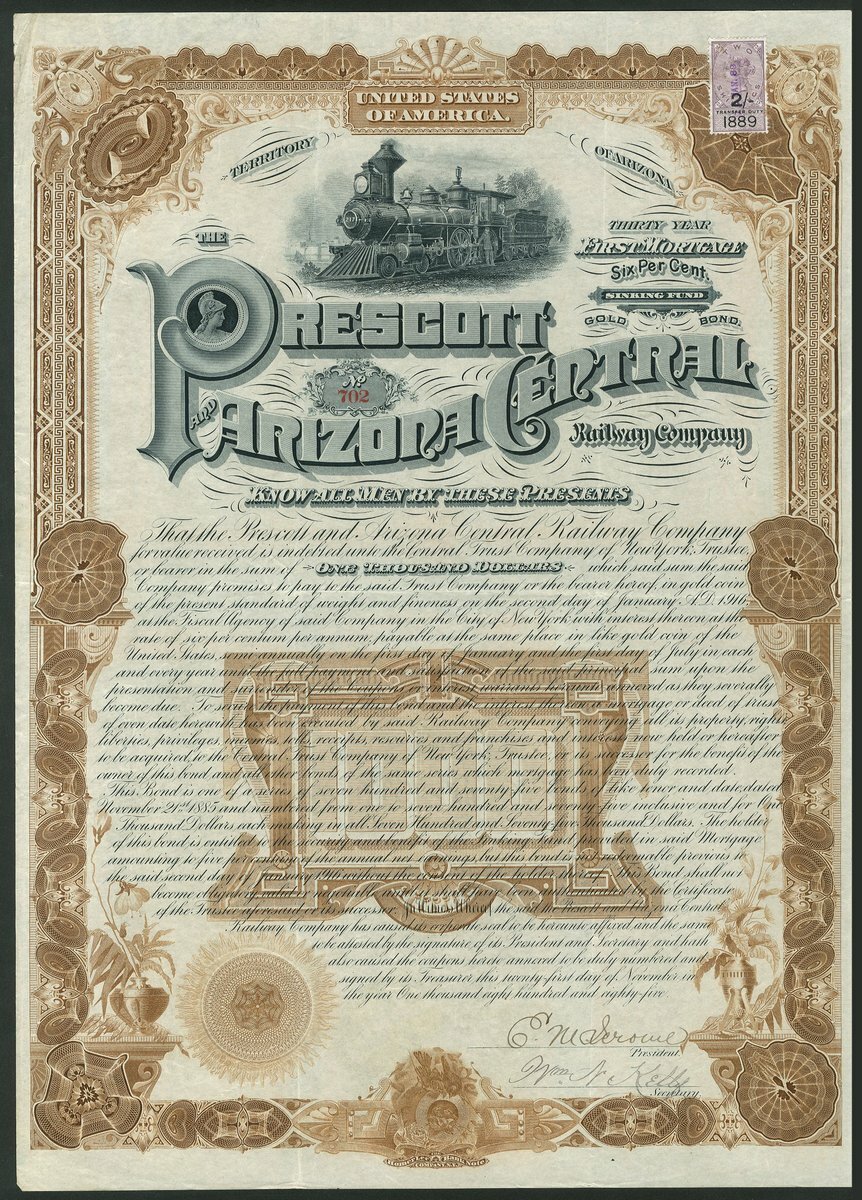 UNITED STATES
OF AMERICA.
TWO
SHILLINGS
2/-
TRANSFER DUTY
1889
TERRITORY OF ARIZONA
THE
THIRTY YEAR
FIRST MORTGAGE
Six Per Cent.
SINKING FUND
GOLD BOND.
PRESCOTT
No
702
AND ARIZONA CENTRAL
Railway Company
KNOW ALL MEN BY THESE PRESENTS
That the Prescott and Arizona Central Railway Company
for value received is indebted unto the Central Trust Company of New York, Trustee,
or bearer in the sum of ONE THOUSAND DOLLARS which said sum the said
Company promises to pay to the said Trust Company or the bearer hereof, in gold coin
of the present standard of weight and fineness on the second day of January A.D. 1916,
at the Fiscal Agency of said Company in the City of New York with interest thereon at the
rate of six per centum per annum, payable at the same place in like gold coin of the
United States, semi annually on the first day of January and the first day of July in each
and every year until the full payment and satisfaction of the said principal sum upon the
presentation and surrender of the Coupons or interest warrants hereunto annexed as they severally
become due. To secure the payment of this bond and the interest thereon a mortgage or deed of trust
of even date herewith has been executed by said Railway Company conveying all its property, rights
liberties, privileges, incomes, tolls, receipts, resources and franchises and interests now held or hereafter
to be acquired, to the Central Trust Company of New York, Trustee, or its successor for the benefit of the
owner of this bond and other bonds of the same series which mortgage has been duly recorded.
This Bond is one of a series of seven hundred and seventy five bonds of like tenor and date, dated
November 21st 1885 and numbered from one to seven hundred and seventy five inclusive and for One
Thousand Dollars each, making in all Seven Hundred and Seventy five Thousand Dollars. The holder
of this bond is entitled to the security and benefit of the Sinking Fund provided in said Mortgage
amounting to five per cent of the annual net earnings but this bond is not redeemable previous to
the said second day of January 1916 without the consent of the holder hereof. This Bond shall not
become obligatory until it shall have been authenticated by the Certificate
of the Trustee aforesaid or its successor. In Witness Whereof the said the Prescott and Arizona Central
Railway Company has caused its corporate seal to be hereunto affixed and the same
to be attested by the signature of its President and Secretary and hath
also caused the coupons hereto annexed to be duly numbered and
signed by its Treasurer this twenty-first day of November in
the year One thousand eight hundred and eighty-five.
E. M. Jerome
President.
Wm. N. Kelly
Secretary
Homer Lee Bank Note
COMPANY, N.Y.